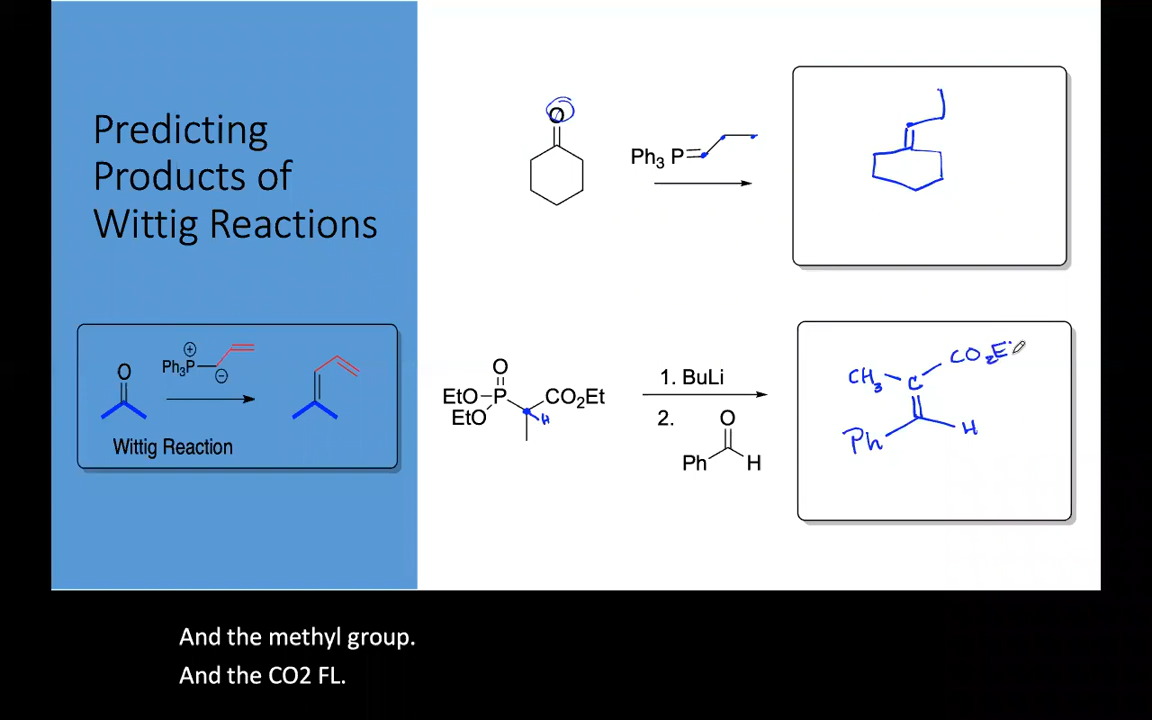 Predicting
Products of
Wittig Reactions
O
Ph3P
⊕
⊖
Wittig Reaction
O
Ph3 P
O
EtO-P
EtO
CO2Et
H
1. BuLi
2.
O
Ph
H
CH3
C
CO2Et
Ph
H
And the methyl group.
And the CO2 FL.